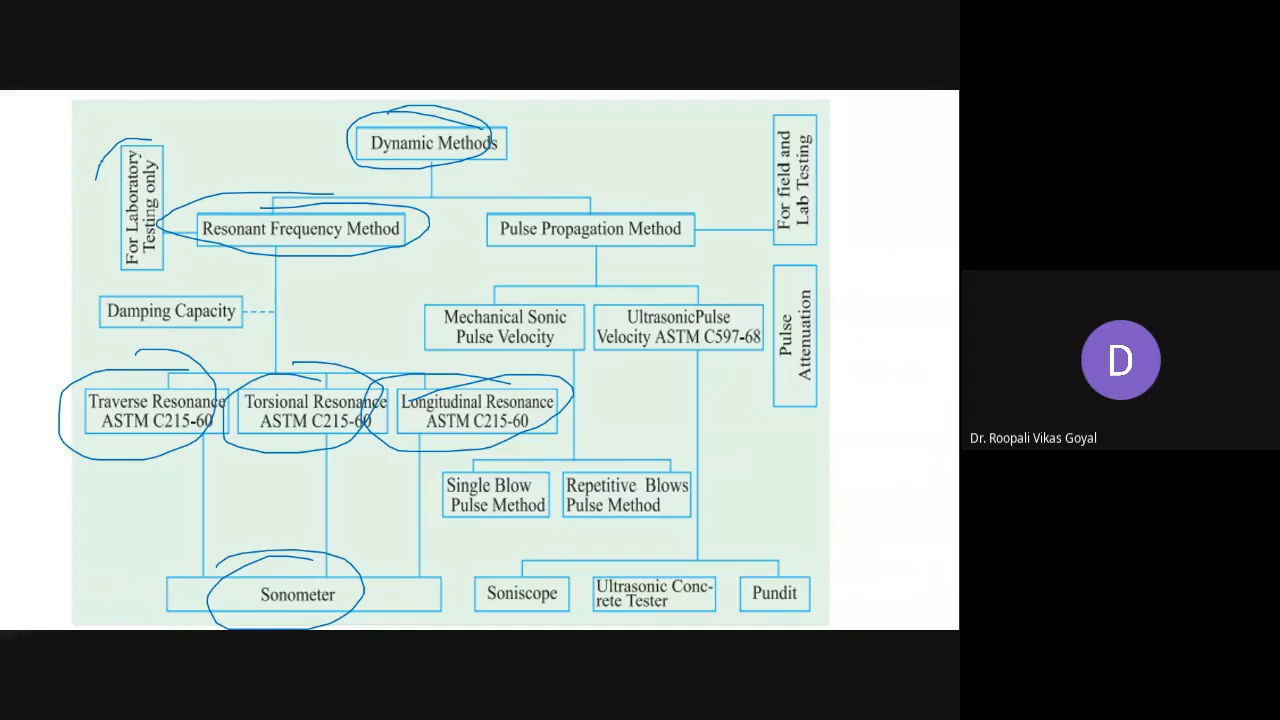 Dynamic Methods
For Laboratory
Testing only
For field and
Lab Testing
Resonant Frequency Method
Pulse Propagation Method
Damping Capacity
Mechanical Sonic
Pulse Velocity
UltrasonicPulse
Velocity ASTM C597-68
Pulse
Attenuation
Traverse Resonance
ASTM C215-60
Torsional Resonance
ASTM C215-60
Longitudinal Resonance
ASTM C215-60
Single Blow
Pulse Method
Repetitive Blows
Pulse Method
Sonometer
Soniscope
Ultrasonic Conc-
rete Tester
Pundit
D
Dr. Roopali Vikas Goyal